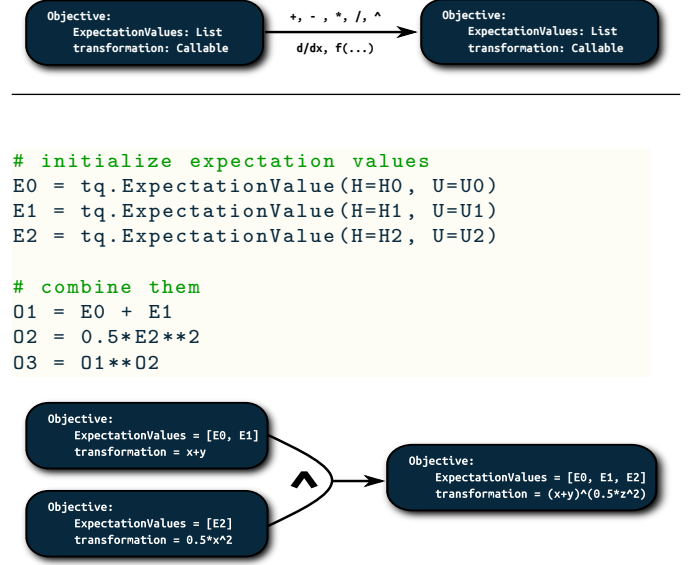 Objective:
ExpectationValues: List
transformation: Callable
+, - , *, /, ^
d/dx, f(...)
Objective:
ExpectationValues: List
transformation: Callable
# initialize expectation values
E0 = tq.ExpectationValue(H=H0, U=U0)
E1 = tq.ExpectationValue(H=H1, U=U1)
E2 = tq.ExpectationValue(H=H2, U=U2)
# combine them
O1 = E0 + E1
O2 = 0.5*E2**2
O3 = O1**O2
Objective:
ExpectationValues = [E0, E1]
transformation = x+y
Objective:
ExpectationValues = [E2]
transformation = 0.5*x^2
^
Objective:
ExpectationValues = [E0, E1, E2]
transformation = (x+y)^(0.5*z^2)